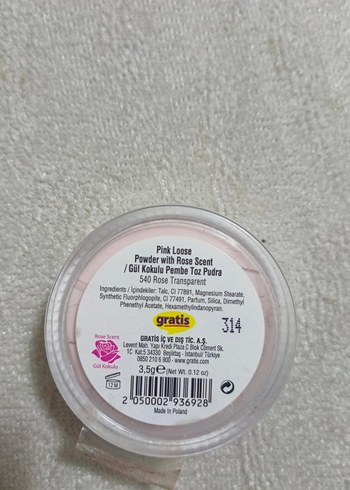 Pink Loose
Powder with Rose Scent
/ Gül Kokulu Pembe Toz Pudra
540 Rose Transparent
Ingredients / İçindekiler: Talc, CI 77891, Magnesium Stearate,
Synthetic Fluorphlogopite, CI 77491, Parfum, Silica, Dimethyl
Phenethyl Acetate, Hexamethylindanopyran.
gratis
314
GRATİS İÇ VE DIŞ TİC. A.Ş.
Levent Mah. Yapı Kredi Plaza C Blok Cömert Sk.
1C Kat:5 34330 Beşiktaş - İstanbul/ Türkiye
0850 210 6 900 - www.gratis.com
Rose Scent
Gül Kokulu
3,5g e (Net Wt. 0.12 oz)
12 M
2 050002 936928
Made In Poland